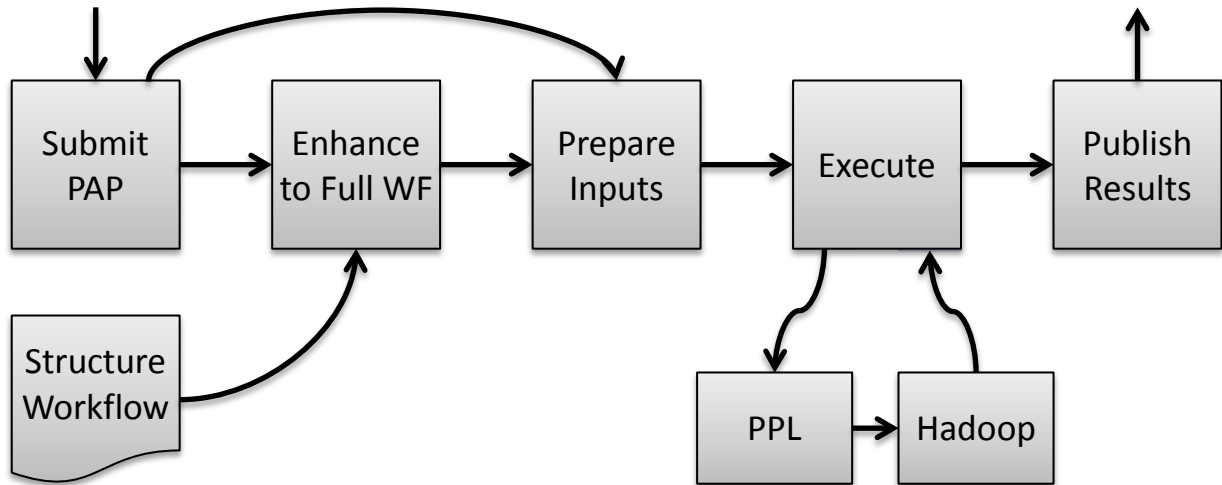 Submit
PAP
Enhance
to Full WF
Prepare
Inputs
Execute
Publish
Results
Structure
Workflow
PPL
Hadoop